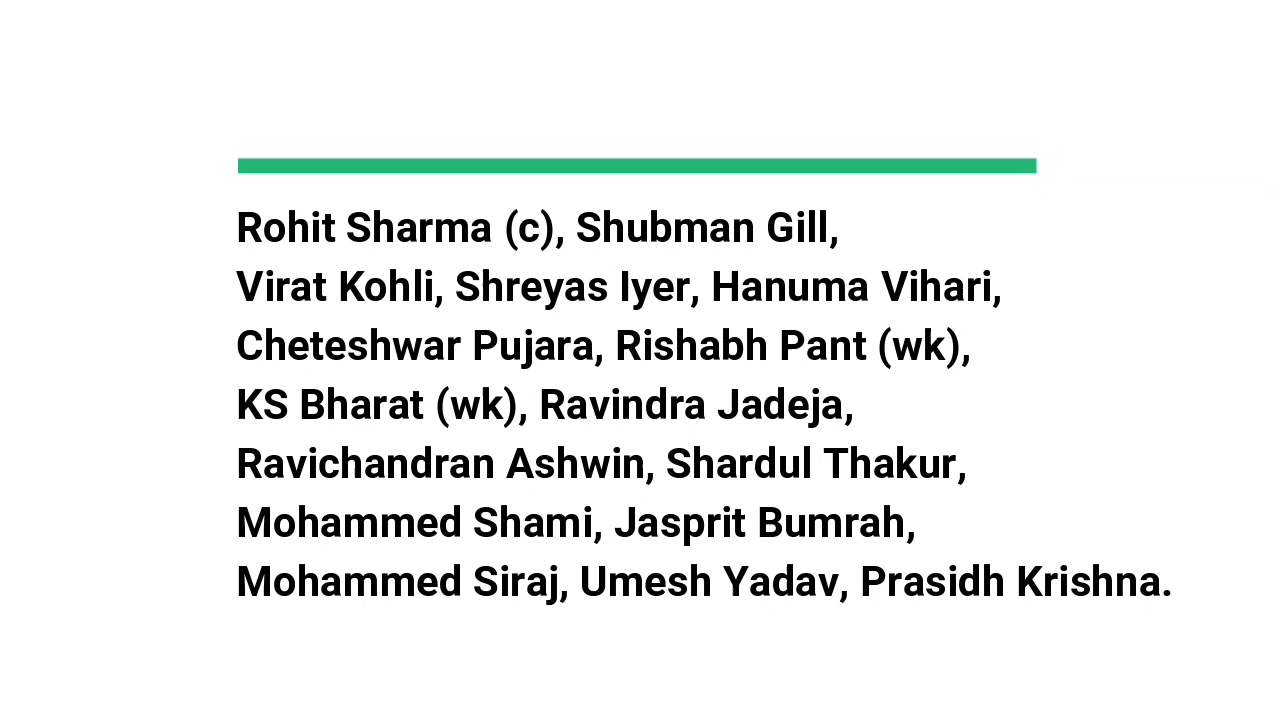 Rohit Sharma (c), Shubman Gill,
Virat Kohli, Shreyas Iyer, Hanuma Vihari,
Cheteshwar Pujara, Rishabh Pant (wk),
KS Bharat (wk), Ravindra Jadeja,
Ravichandran Ashwin, Shardul Thakur,
Mohammed Shami, Jasprit Bumrah,
Mohammed Siraj, Umesh Yadav, Prasidh Krishna.